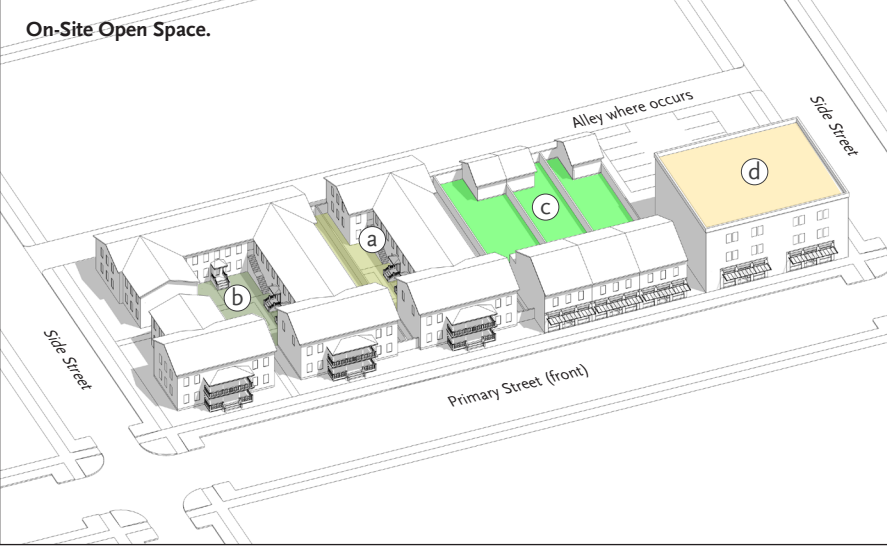 On-Site Open Space.
Alley where occurs
Side Street
d
c
a
b
Side Street
Primary Street (front)